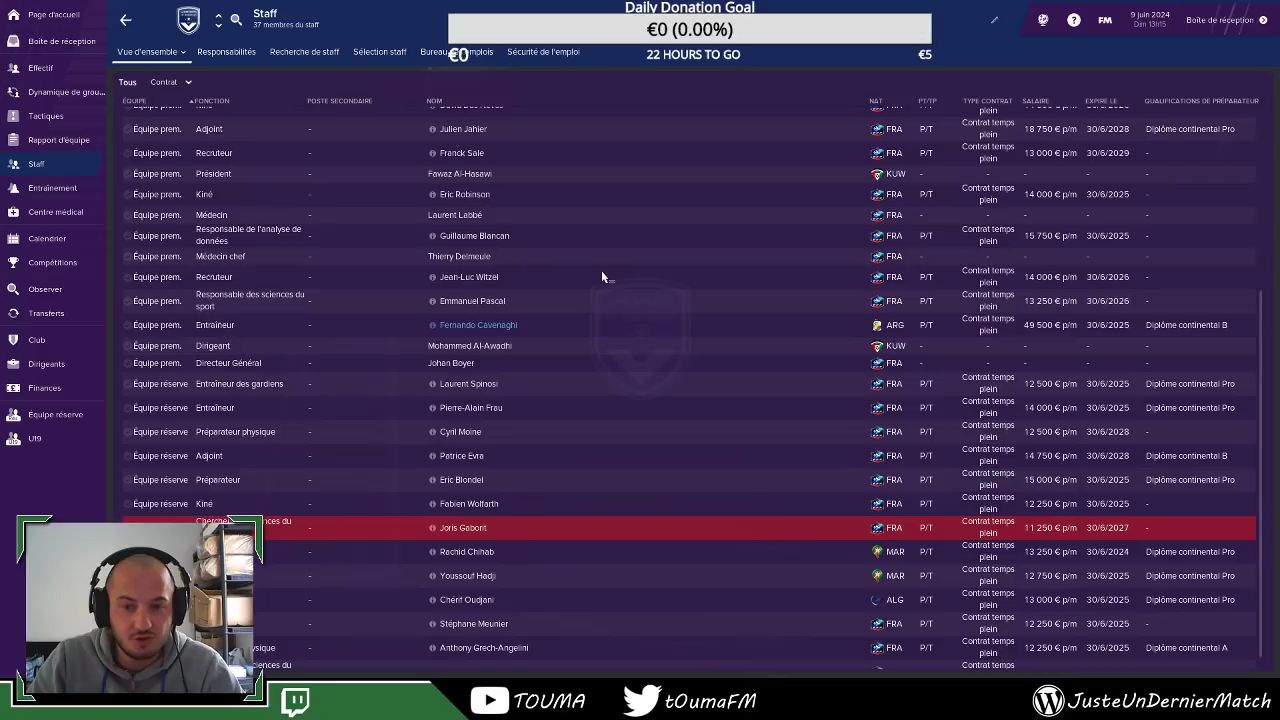 Page d'accueil
Boîte de réception
Effectif
Dynamique de grou...
Tactiques
Rapport d'équipe
Staff
Entraînement
Centre médical
Calendrier
Compétitions
Observer
Transferts
Club
Dirigeants
Finances
Équipe réserve
U19
Staff
37 membres du staff
Daily Donation Goal
€0 (0.00%)
€0
22 HOURS TO GO
€5
FM
9 juin 2024
Dim 13h15
Boîte de réception
Vue d'ensemble Responsabilités Recherche de staff Sélection staff Sécurité de l'emploi
Tous Contrat
ÉQUIPE FONCTION POSTE SECONDAIRE NOM NAT PT/TP TYPE CONTRAT SALAIRE EXPIRE LE QUALIFICATIONS DE PRÉPARATEUR
Équipe prem. Adjoint - Julien Jahier FRA P/T Contrat temps plein 18 750 € p/m 30/6/2028 Diplôme continental Pro
Équipe prem. Recruteur - Franck Sale FRA P/T Contrat temps plein 13 000 € p/m 30/6/2029 -
Équipe prem. Président - Fawaz Al-Hasawi KUW - - - - -
Équipe prem. Kiné - Eric Robinson FRA P/T Contrat temps plein 14 000 € p/m 30/6/2025 -
Équipe prem. Médecin - Laurent Labbé FRA - - - - -
Équipe prem. Responsable de l'analyse de données - Guillaume Blancan FRA P/T Contrat temps plein 15 750 € p/m 30/6/2025 -
Équipe prem. Médecin chef - Thierry Delmeule FRA - - - - -
Équipe prem. Recruteur - Jean-Luc Witzel FRA P/T Contrat temps plein 14 000 € p/m 30/6/2026 -
Équipe prem. Responsable des sciences du sport - Emmanuel Pascal FRA P/T Contrat temps plein 13 250 € p/m 30/6/2026 -
Équipe prem. Entraîneur - Fernando Cavenaghi ARG P/T Contrat temps plein 49 500 € p/m 30/6/2025 Diplôme continental B
Équipe prem. Dirigeant - Mohammed Al-Awadhi KUW - - - - -
Équipe prem. Directeur Général - Johan Boyer FRA - - - - -
Équipe réserve Entraîneur des gardiens - Laurent Spinosi FRA P/T Contrat temps plein 12 500 € p/m 30/6/2025 Diplôme continental Pro
Équipe réserve Entraîneur - Pierre-Alain Frau FRA P/T Contrat temps plein 14 000 € p/m 30/6/2025 Diplôme continental Pro
Équipe réserve Préparateur physique - Cyril Moine FRA P/T Contrat temps plein 12 500 € p/m 30/6/2028 Diplôme continental Pro
Équipe réserve Adjoint - Patrice Evra FRA P/T Contrat temps plein 14 750 € p/m 30/6/2028 Diplôme continental B
Équipe réserve Préparateur - Eric Blondel FRA P/T Contrat temps plein 15 000 € p/m 30/6/2025 Diplôme continental Pro
Équipe réserve Kiné - Fabien Wolfarth FRA P/T Contrat temps plein 12 250 € p/m 30/6/2025 -
- Joris Gaborit FRA P/T Contrat temps plein 11 250 € p/m 30/6/2027 -
- Rachid Chihab MAR P/T Contrat temps plein 13 250 € p/m 30/6/2024 Diplôme continental Pro
- Youssouf Hadji MAR P/T Contrat temps plein 12 750 € p/m 30/6/2025 Diplôme continental Pro
- Chérif Oudjani ALG P/T Contrat temps plein 13 000 € p/m 30/6/2025 Diplôme continental Pro
- Stéphane Meunier FRA P/T Contrat temps plein 12 250 € p/m 30/6/2025 -
- Anthony Grech-Angelini FRA P/T Contrat temps plein 12 250 € p/m 30/6/2025 Diplôme continental A
Contrat temps
TOUMA
tOumaFM
JusteUnDernierMatch